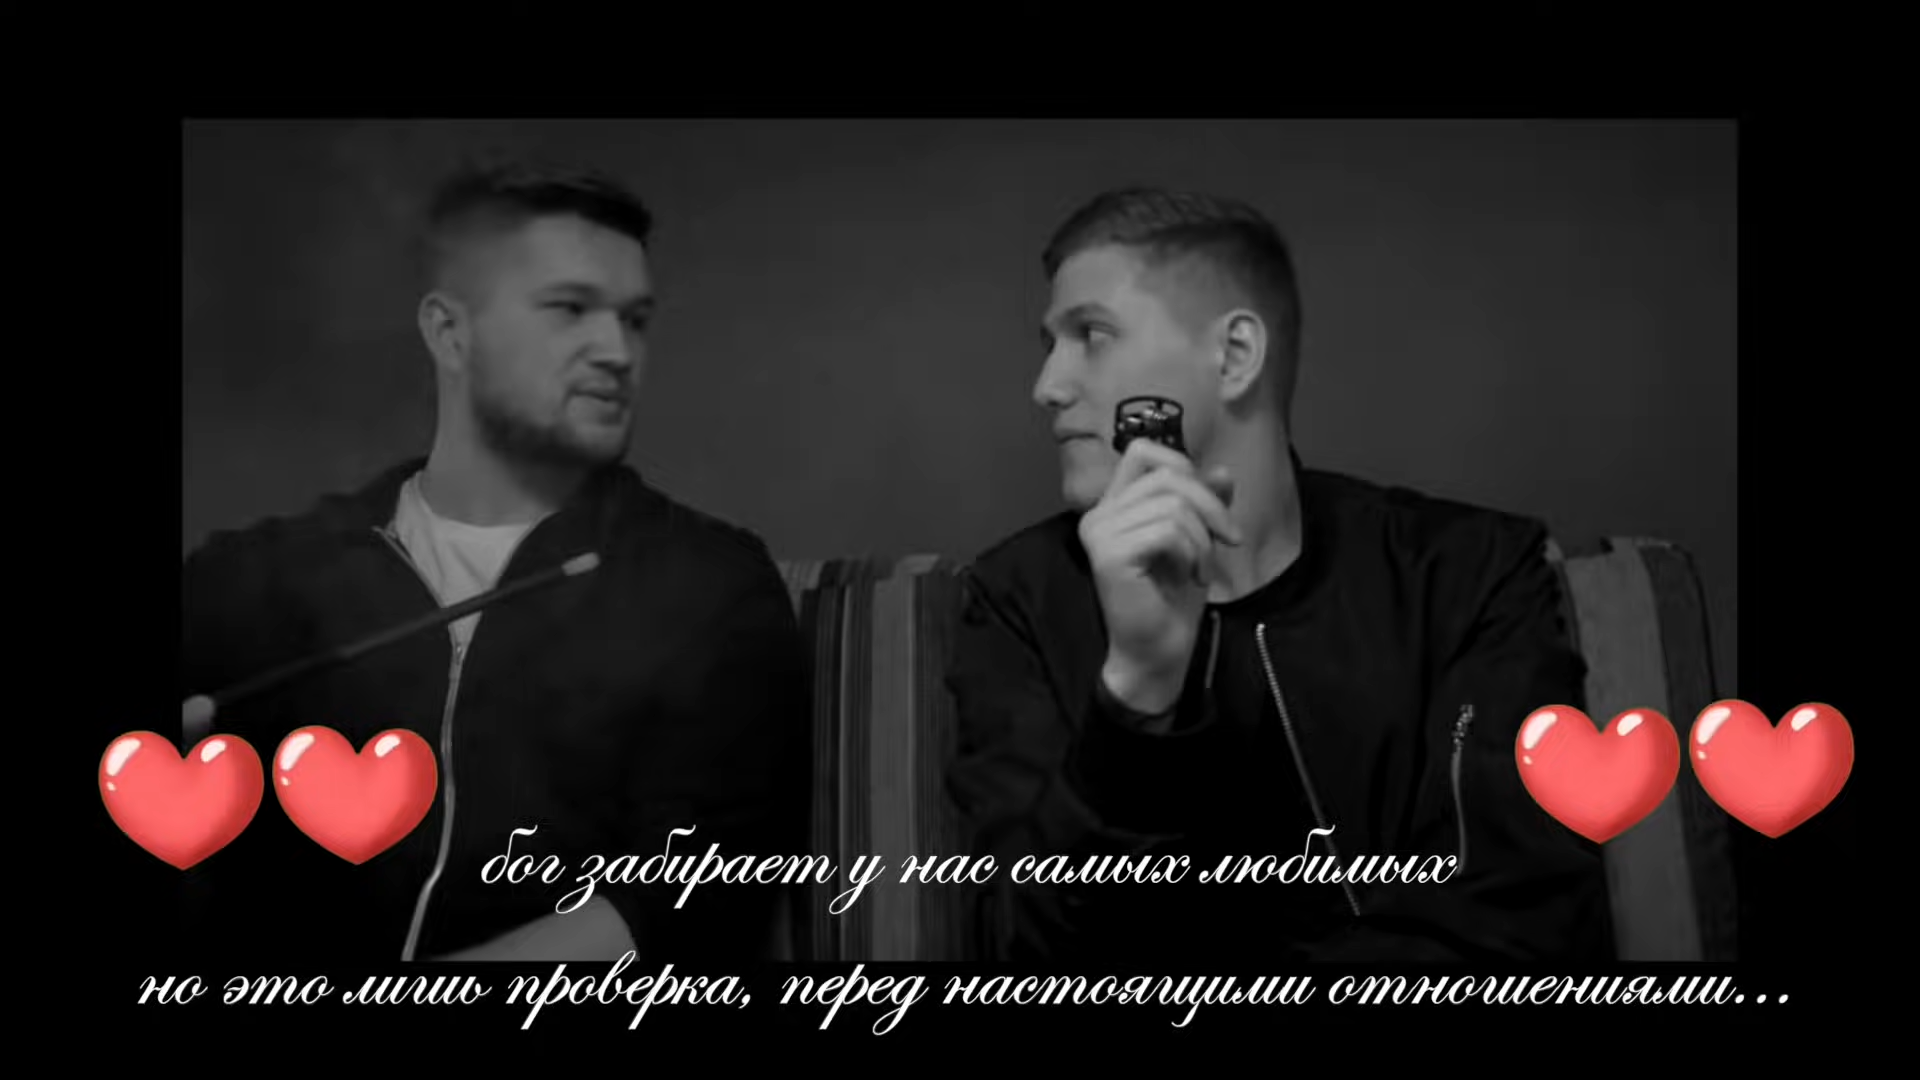 бог забирает у нас самых любимых
но это лишь проверка, перед настоящими отношениями...